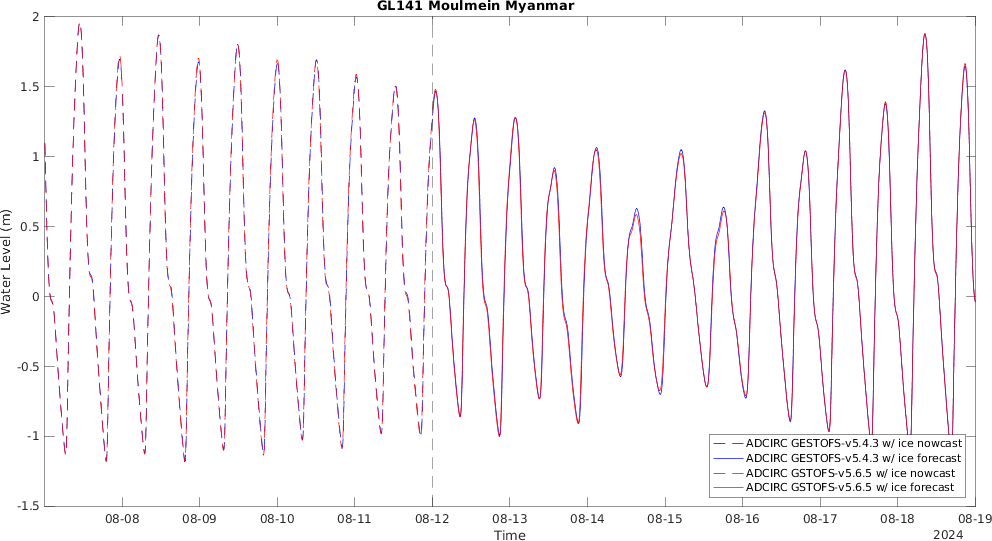 GL141 Moulmein Myanmar
2
1.5
1
0.5
0
-0.5
-1
-1.5
Water Level (m)
ADCIRC GESTOFS-v5.4.3 w/ ice nowcast
ADCIRC GESTOFS-v5.4.3 w/ ice forecast
ADCIRC GSTOFS-v5.6.5 w/ ice nowcast
ADCIRC GSTOFS-v5.6.5 w/ ice forecast
08-08 08-09 08-10 08-11 08-12 08-13 08-14 08-15 08-16 08-17 08-18 08-19
Time
2024